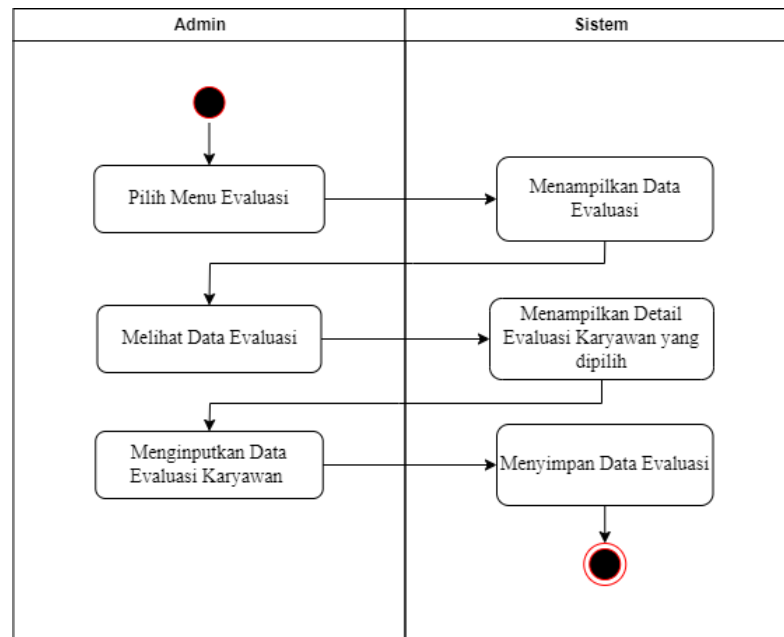 Admin
Sistem
Pilih Menu Evaluasi
Menampilkan Data
Evaluasi
Melihat Data Evaluasi
Menampilkan Detail
Evaluasi Karyawan yang
dipilih
Menginputkan Data
Evaluasi Karyawan
Menyimpan Data Evaluasi